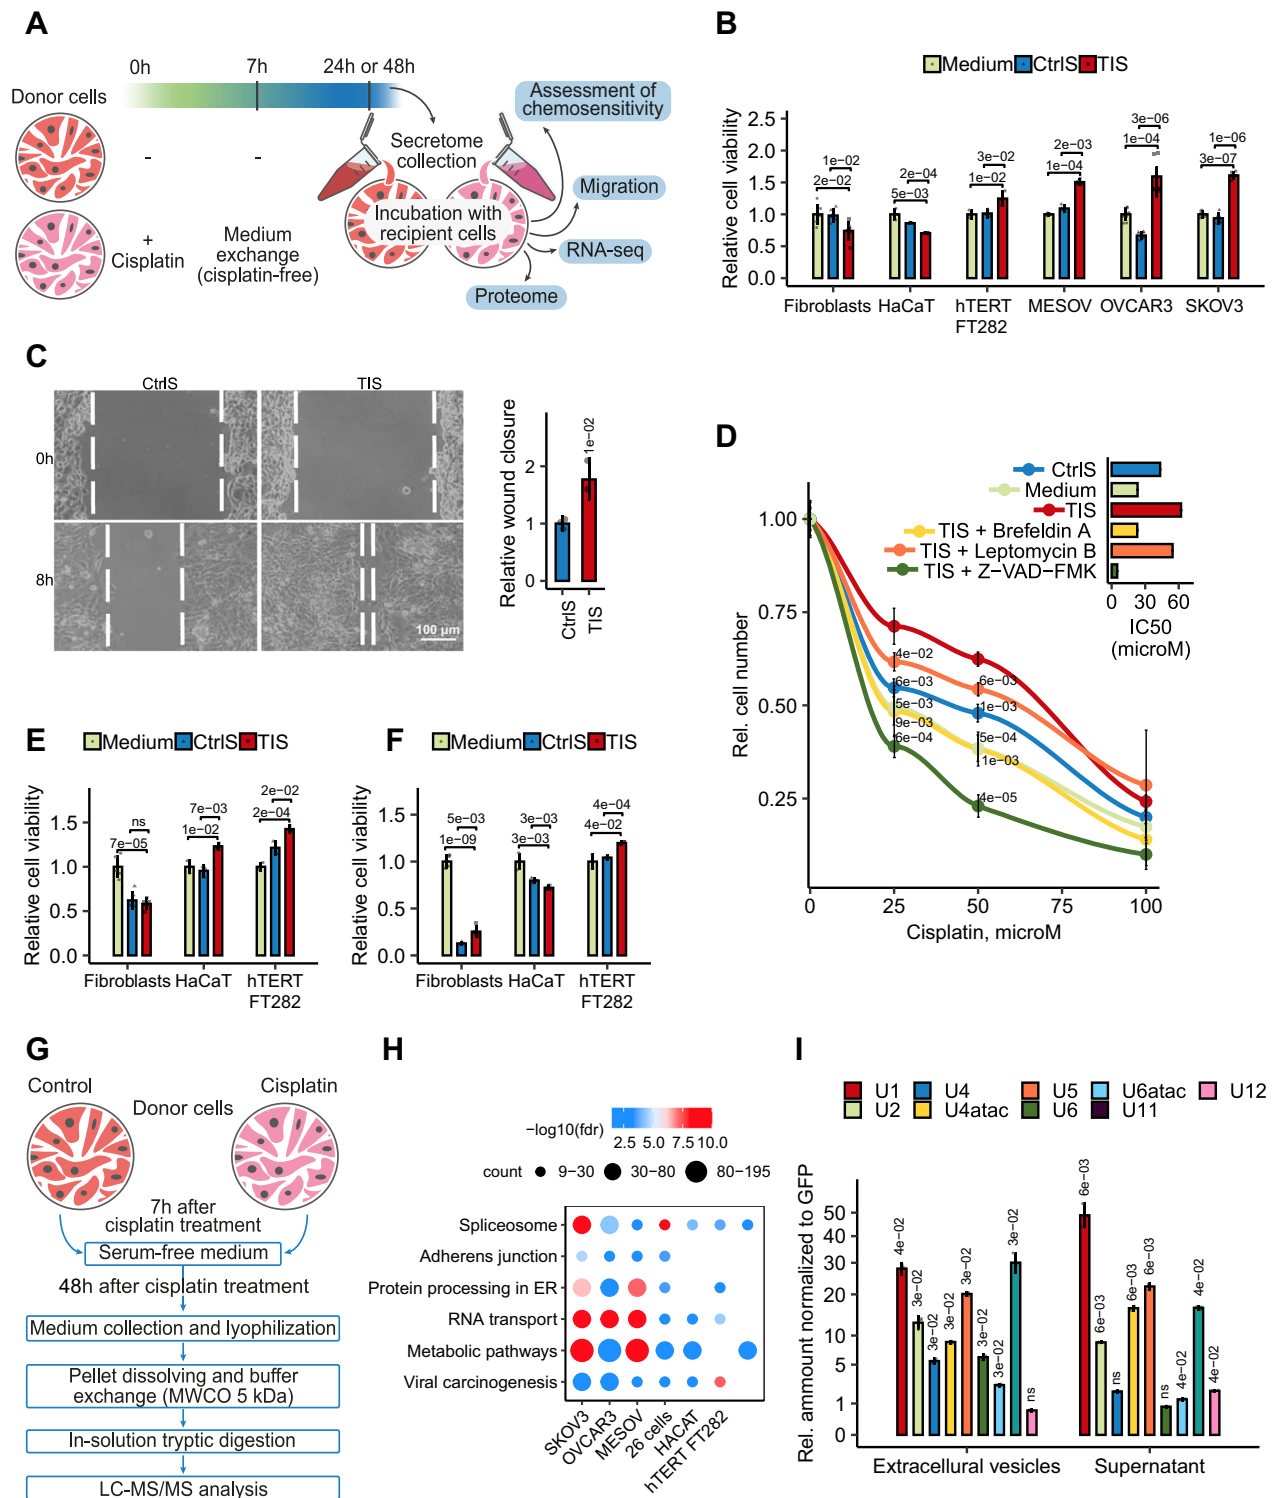 A
0h
7h
24h or 48h
Donor cells
-
-
+
Cisplatin
Medium
exchange
(cisplatin-free)
Secretome
collection
Incubation with
recipient cells
Assessment of
chemosensitivity
Migration
RNA-seq
Proteome
B
Medium
CtrlS
TIS
Relative cell viability
2.5
2.0
1.5
1.0
0.5
0.0
1e−02
2e−02
2e−04
5e−03
3e−02
1e−02
2e−03
1e−04
3e−06
1e−04
1e−06
3e−07
Fibroblasts
HaCaT
hTERT
FT282
MESOV
OVCAR3
SKOV3
C
CtrlS
TIS
0h
8h
100 µm
Relative wound closure
2
1
0
1e−02
CtrlS
TIS
D
CtrlS
Medium
TIS
TIS + Brefeldin A
TIS + Leptomycin B
TIS + Z−VAD−FMK
0
30
60
IC50
(microM)
Rel. cell number
1.00
0.75
0.50
0.25
4e−02
6e−03
5e−03
9e−03
6e−04
6e−03
1e−03
5e−04
1e−03
4e−05
0
25
50
75
100
Cisplatin, microM
E
Medium
CtrlS
TIS
Relative cell viability
1.5
1.0
0.5
0.0
ns
7e−05
7e−03
1e−02
2e−02
2e−04
Fibroblasts
HaCaT
hTERT
FT282
F
Medium
CtrlS
TIS
Relative cell viability
1.5
1.0
0.5
0.0
5e−03
1e−09
3e−03
3e−03
4e−04
4e−02
Fibroblasts
HaCaT
hTERT
FT282
G
Control
Cisplatin
Donor cells
7h after
cisplatin treatment
Serum-free medium
48h after cisplatin treatment
Medium collection and lyophilization
Pellet dissolving and buffer
exchange (MWCO 5 kDa)
In-solution tryptic digestion
LC-MS/MS analysis
H
−log10(fdr)
2.5
5.0
7.5
10.0
count
9−30
30−80
80−195
Spliceosome
Adherens junction
Protein processing in ER
RNA transport
Metabolic pathways
Viral carcinogenesis
SKOV3
OVCAR3
MESOV
26 cells
HACAT
hTERT FT282
I
U1
U4
U5
U6atac
U12
U2
U4atac
U6
U11
Rel. ammount normalized to GFP
50
30
20
10
5
1
0
4e−02
3e−02
3e−02
3e−02
3e−02
3e−02
3e−02
3e−02
ns
6e−03
6e−03
ns
6e−03
6e−03
ns
4e−02
4e−02
4e−02
Extracellural vesicles
Supernatant